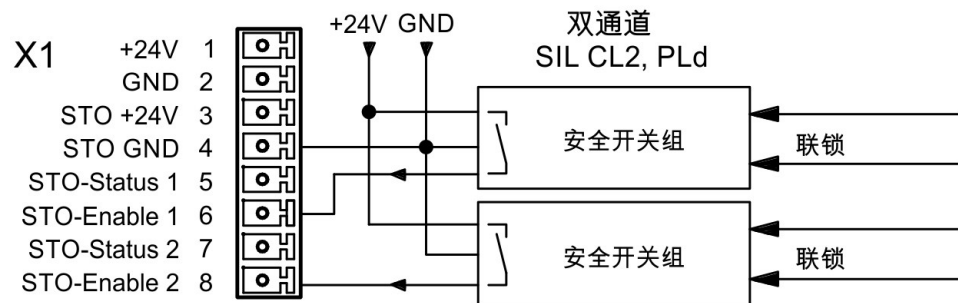 X1
+24V 1
GND 2
STO +24V 3
STO GND 4
STO-Status 1 5
STO-Enable 1 6
STO-Status 2 7
STO-Enable 2 8
+24V GND
双通道
SIL CL2, PLd
安全开关组
联锁
安全开关组
联锁